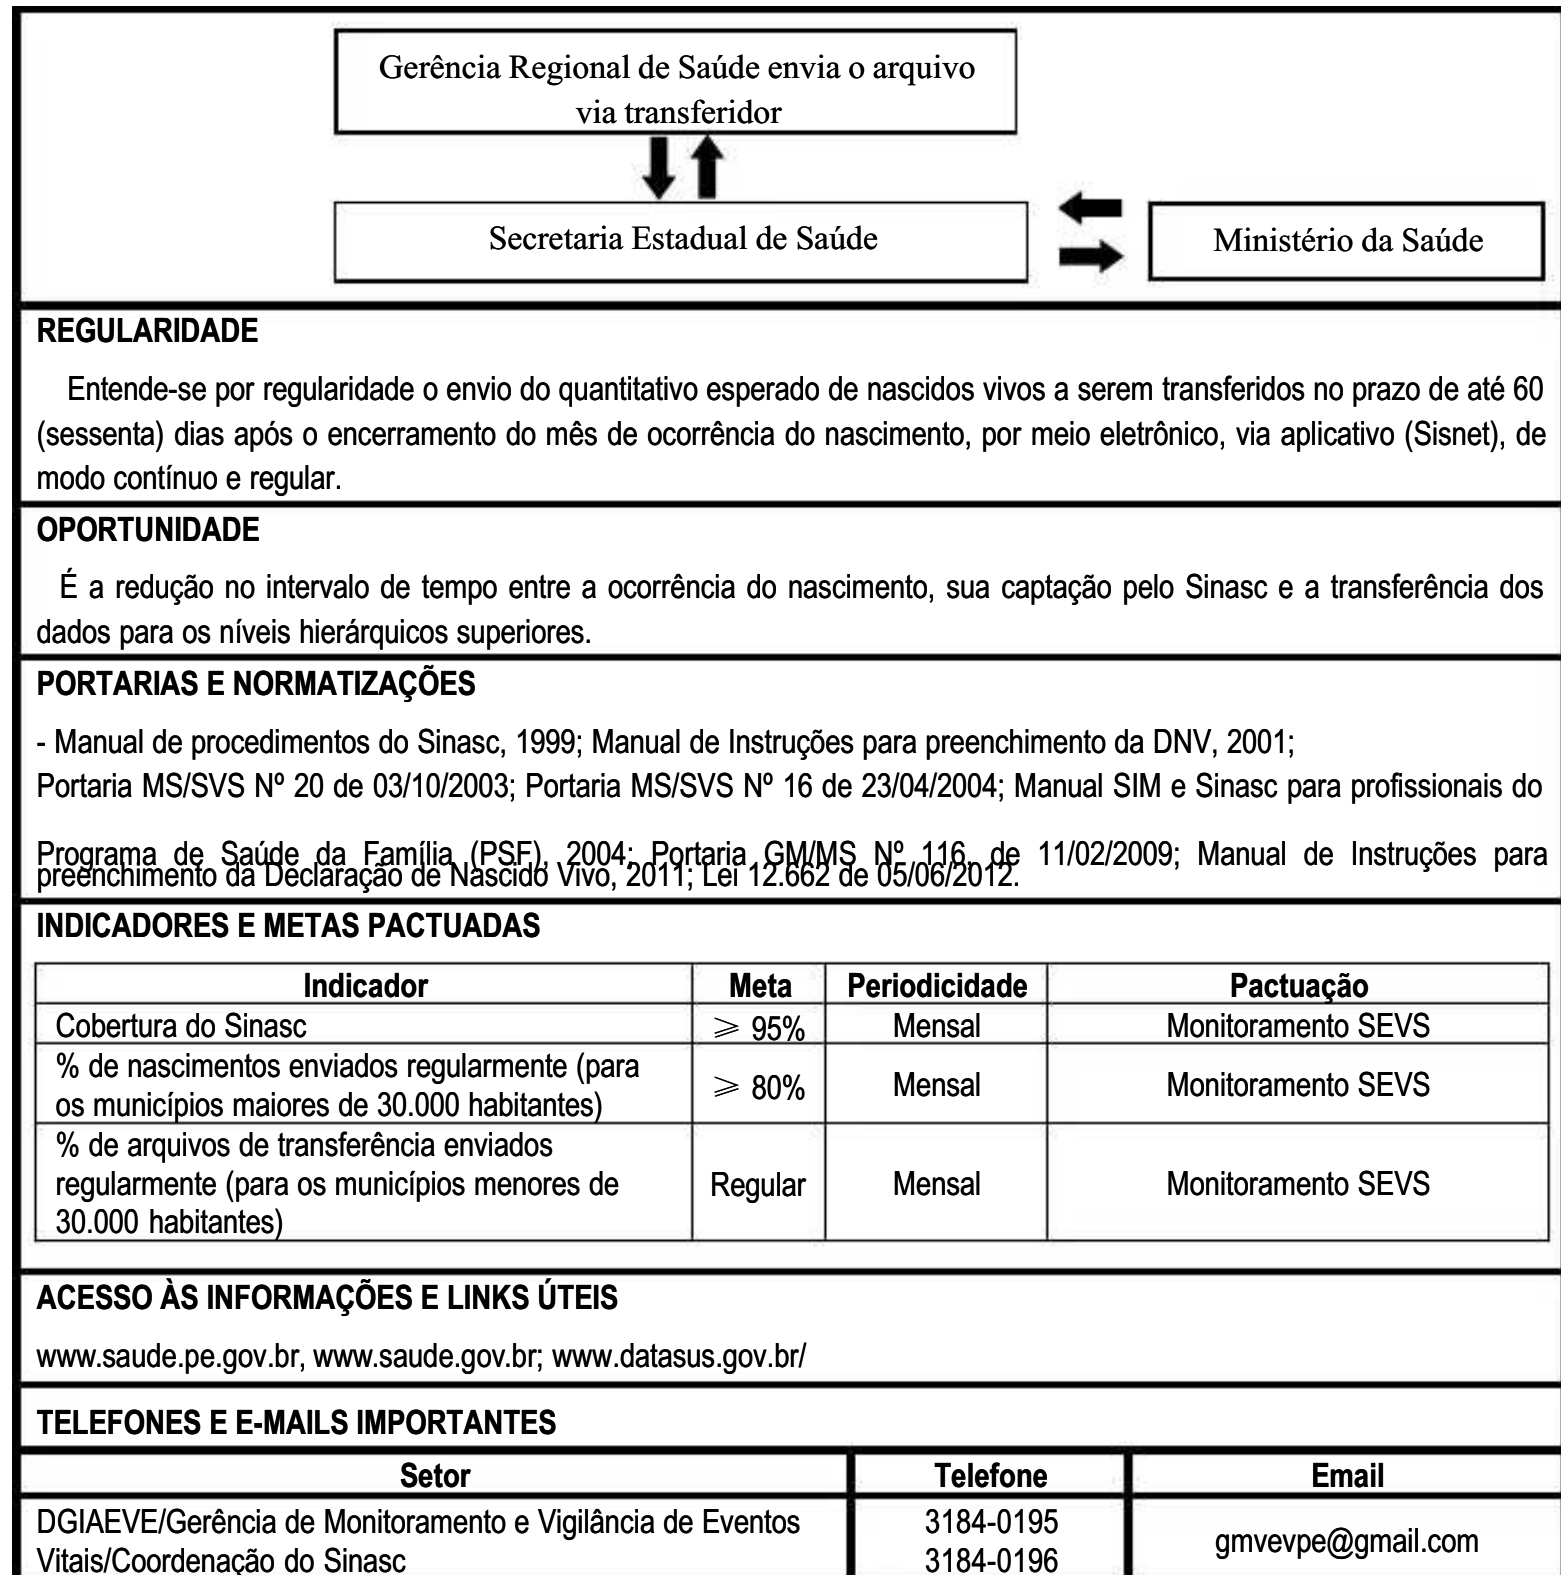 Gerência Regional de Saúde envia o arquivo
via transferidor
Secretaria Estadual de Saúde
Ministério da Saúde
REGULARIDADE
Entende-se por regularidade o envio do quantitativo esperado de nascidos vivos a serem transferidos no prazo de até 60
(sessenta) dias após o encerramento do mês de ocorrência do nascimento, por meio eletrônico, via aplicativo (Sisnet), de
modo contínuo e regular.
OPORTUNIDADE
É a redução no intervalo de tempo entre a ocorrência do nascimento, sua captação pelo Sinasc e a transferência dos
dados para os níveis hierárquicos superiores.
PORTARIAS E NORMATIZAÇÕES
- Manual de procedimentos do Sinasc, 1999; Manual de Instruções para preenchimento da DNV, 2001;
Portaria MS/SVS Nº 20 de 03/10/2003; Portaria MS/SVS Nº 16 de 23/04/2004; Manual SIM e Sinasc para profissionais do
Programa de Saúde da Família (PSF), 2004; Portaria GM/MS Nº 116, de 11/02/2009; Manual de Instruções para
preenchimento da Declaração de Nascido Vivo, 2011; Lei 12.662 de 05/06/2012.
INDICADORES E METAS PACTUADAS
Indicador Meta Periodicidade Pactuação
Cobertura do Sinasc ⩾ 95% Mensal Monitoramento SEVS
% de nascimentos enviados regularmente (para
os municípios maiores de 30.000 habitantes)
⩾ 80% Mensal Monitoramento SEVS
% de arquivos de transferência enviados
regularmente (para os municípios menores de
30.000 habitantes)
Regular Mensal Monitoramento SEVS
ACESSO ÀS INFORMAÇÕES E LINKS ÚTEIS
www.saude.pe.gov.br, www.saude.gov.br; www.datasus.gov.br/
TELEFONES E E-MAILS IMPORTANTES
Setor Telefone Email
DGIAEVE/Gerência de Monitoramento e Vigilância de Eventos
Vitais/Coordenação do Sinasc
3184-0195
3184-0196
gmvevpe@gmail.com